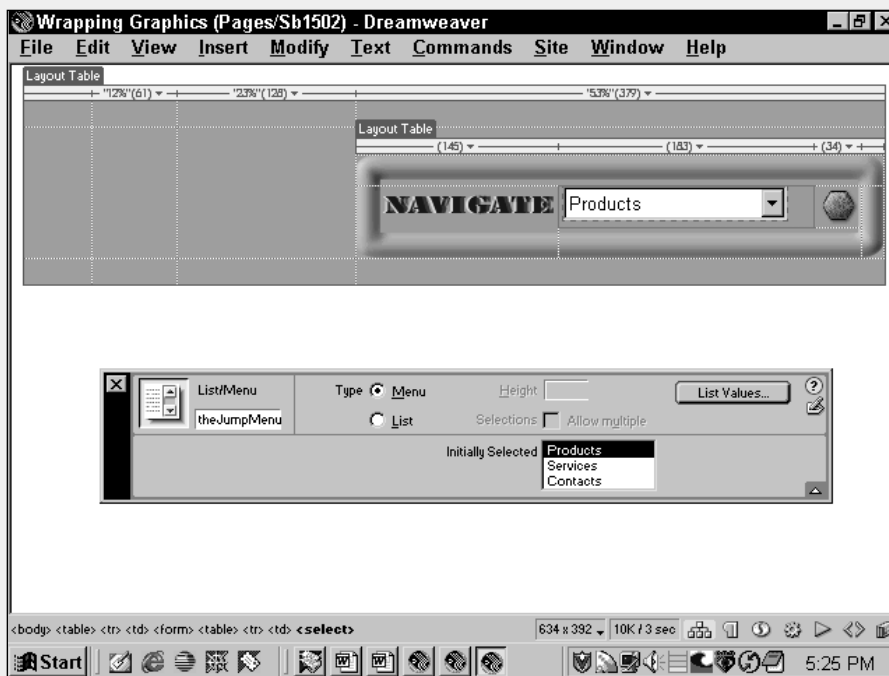 Wrapping Graphics (Pages/Sb1502) - Dreamweaver
File Edit View Insert Modify Text Commands Site Window Help
Layout Table
"12%"(61) "23%"(128) "53%"(379)
Layout Table
(145) (183) (34)
NAVIGATE Products
List/Menu Type Menu Height List Values...
theJumpMenu List Selections Allow multiple
Initially Selected Products
Services
Contacts
<body> <table> <tr> <td> <form> <table> <tr> <td> <select> 634 x 392 10K / 3 sec
Start 5:25 PM